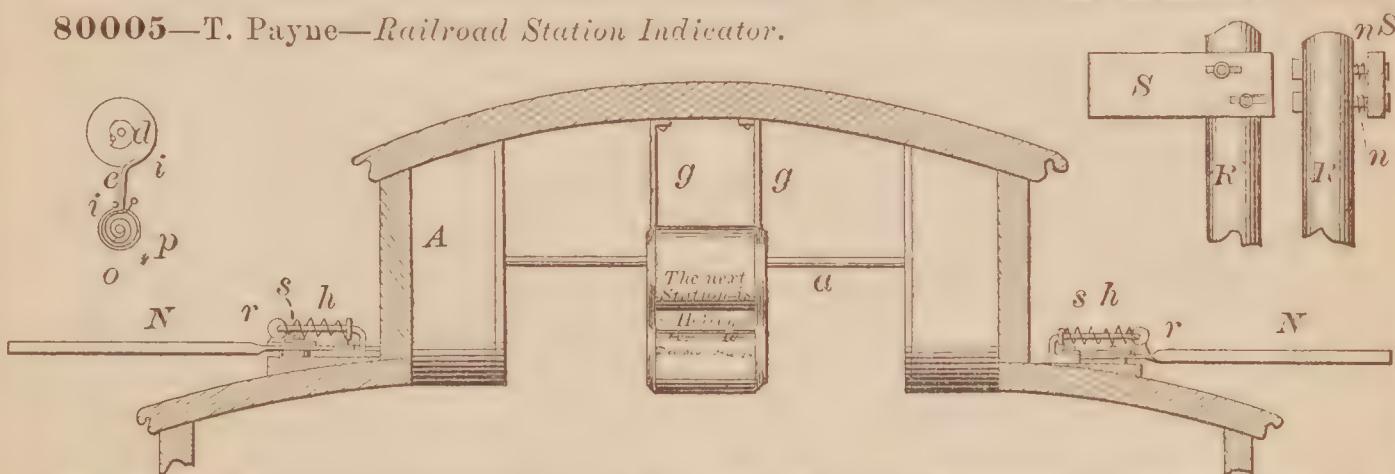 80005—T. Payne—Railroad Station Indicator.
n S
S
d
c i
i
p
o
g g
R R
n
A
a
The next
Station is
s h
r
N
s h
r
N